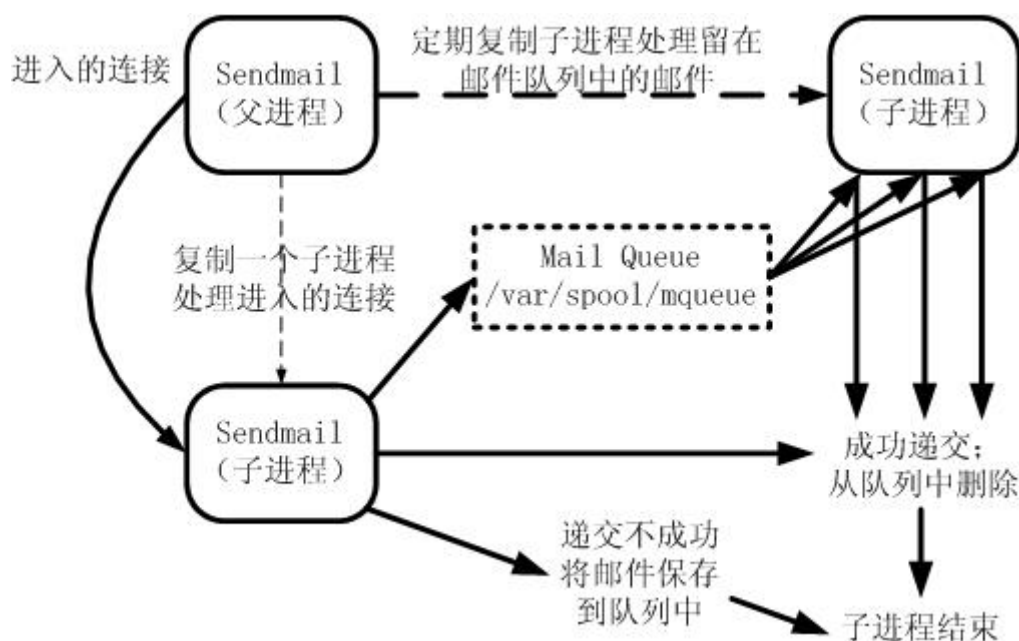 进入的连接
Sendmail
(父进程)
定期复制子进程处理留在
邮件队列中的邮件
Sendmail
(子进程)
复制一个子进程
处理进入的连接
Mail Queue
/var/spool/mqueue
Sendmail
(子进程)
成功递交;
从队列中删除
递交不成功
将邮件保存
到队列中
子进程结束